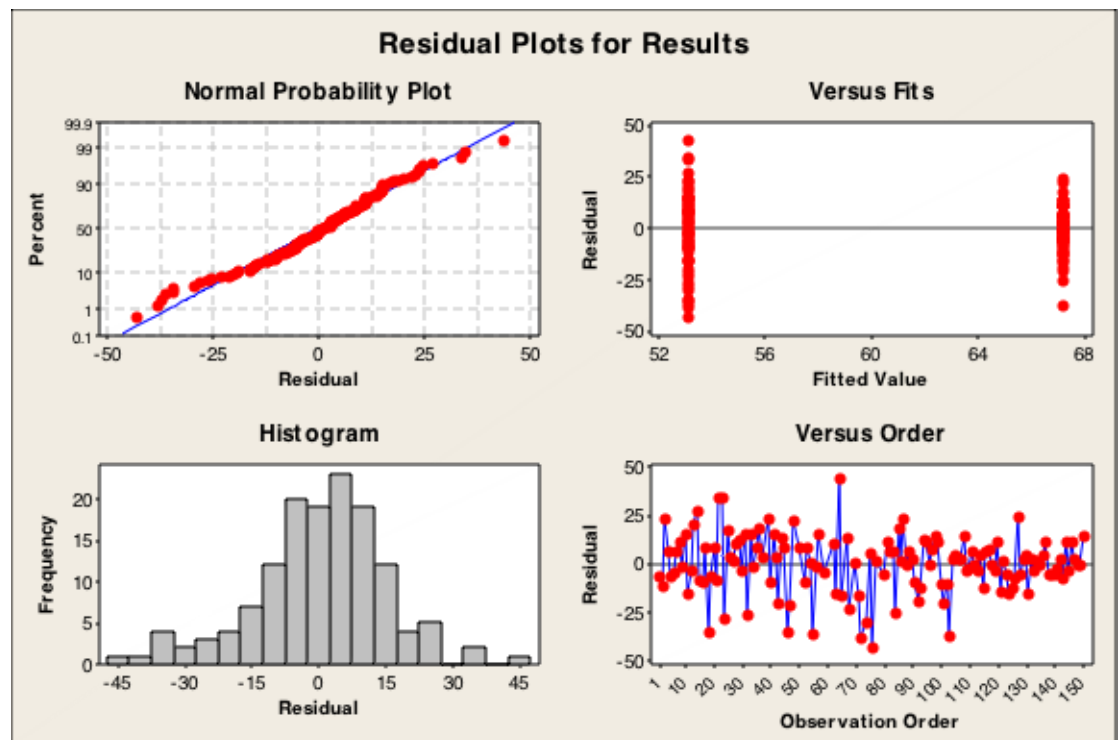 Residual Plots for Results
Normal Probability Plot
99.9
99
90
50
10
1
0.1
Percent
-50 -25 0 25 50
Residual
Versus Fits
50
25
0
-25
-50
Residual
52 56 60 64 68
Fitted Value
Histogram
20
15
10
5
0
Frequency
-45 -30 -15 0 15 30 45
Residual
Versus Order
50
25
0
-25
-50
Residual
1 10 20 30 40 50 60 70 80 90 100 110 120 130 140 150
Observation Order